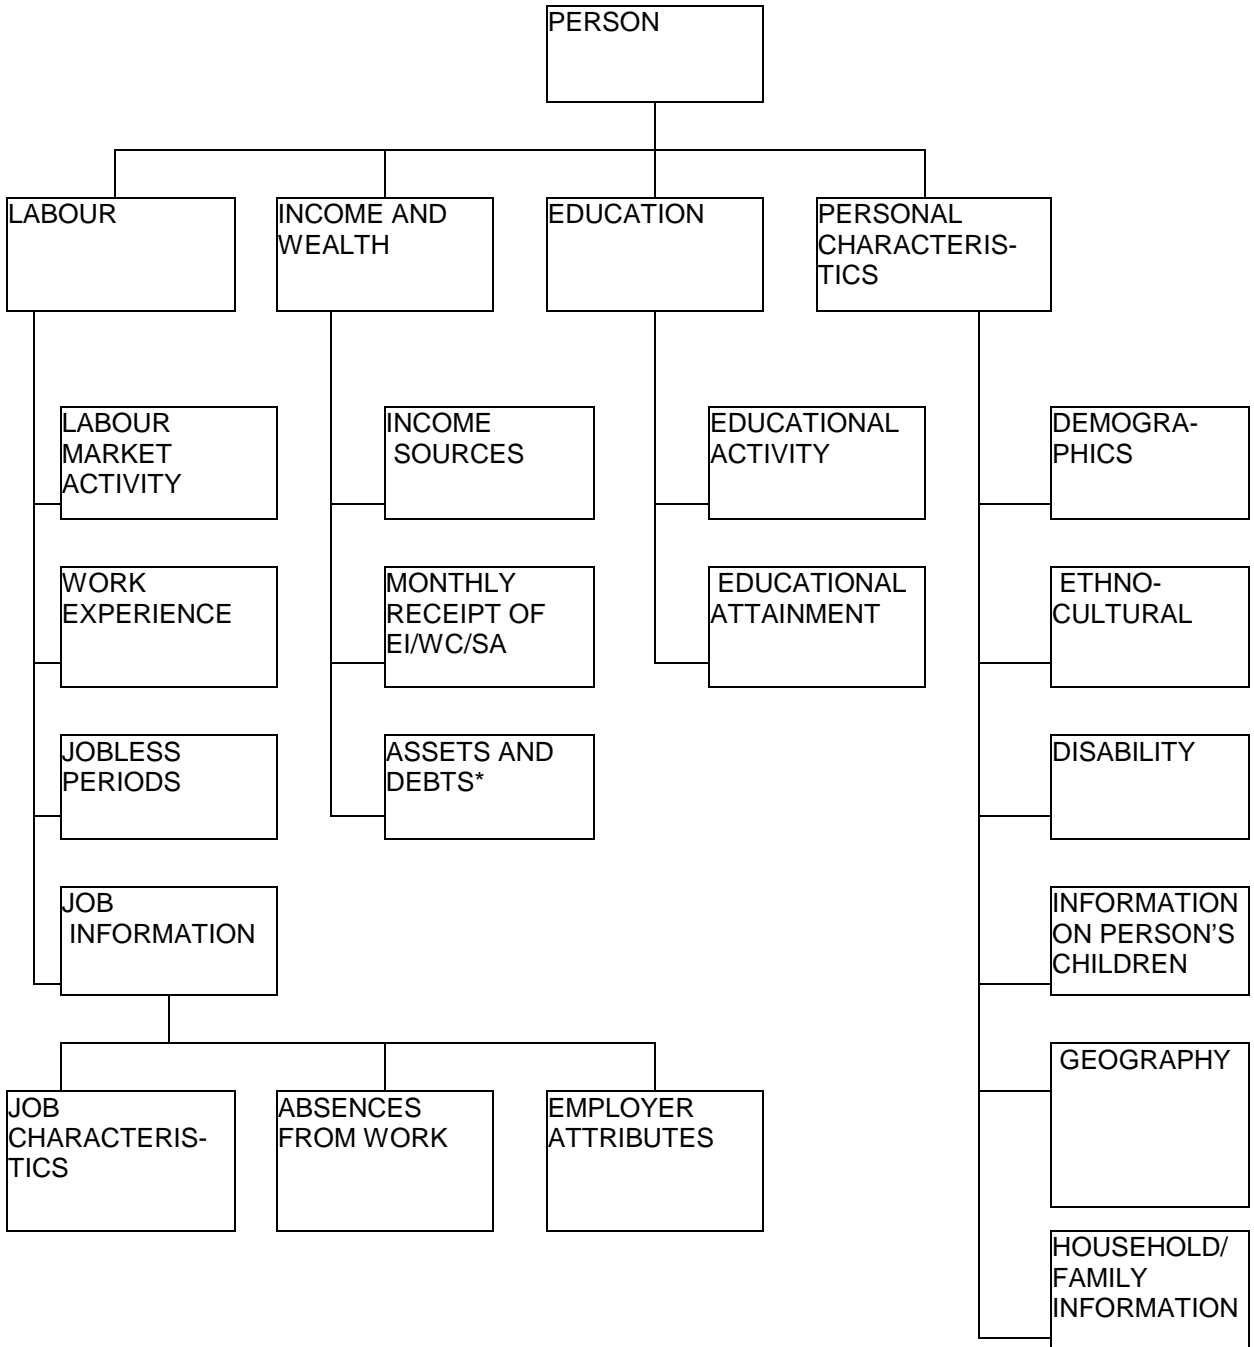 PERSON
LABOUR
INCOME AND
WEALTH
EDUCATION
PERSONAL
CHARACTERIS-
TICS
LABOUR
MARKET
ACTIVITY
INCOME
SOURCES
EDUCATIONAL
ACTIVITY
DEMOGRA-
PHICS
WORK
EXPERIENCE
MONTHLY
RECEIPT OF
EI/WC/SA
EDUCATIONAL
ATTAINMENT
ETHNO-
CULTURAL
JOBLESS
PERIODS
ASSETS AND
DEBTS*
DISABILITY
JOB
INFORMATION
INFORMATION
ON PERSON'S
CHILDREN
GEOGRAPHY
JOB
CHARACTERIS-
TICS
ABSENCES
FROM WORK
EMPLOYER
ATTRIBUTES
HOUSEHOLD/
FAMILY
INFORMATION